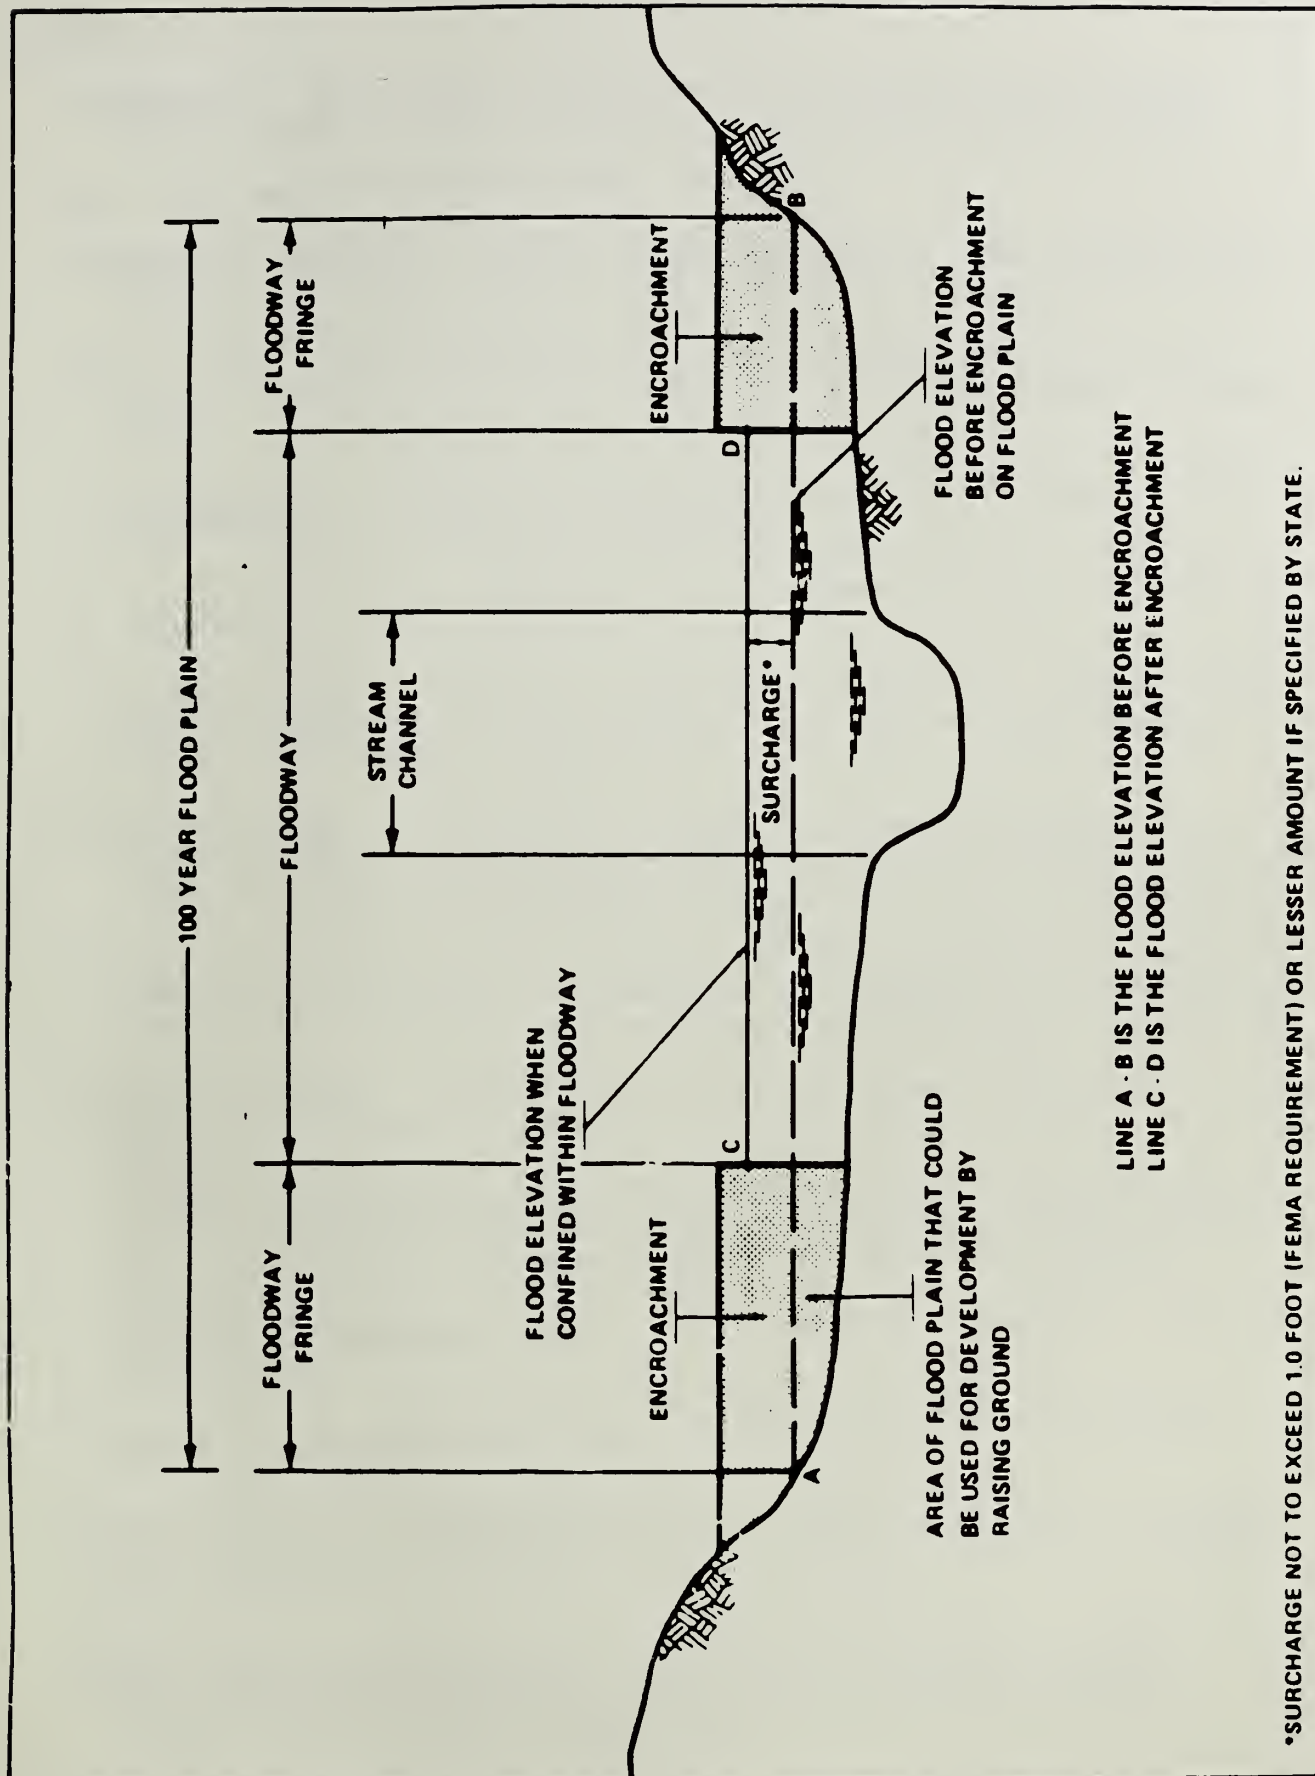 100 YEAR FLOOD PLAIN
FLOODWAY
FRINGE
FLOODWAY
FLOODWAY
FRINGE
STREAM
CHANNEL
FLOOD ELEVATION WHEN
CONFINED WITHIN FLOODWAY
ENCROACHMENT
ENCROACHMENT
C
D
SURCHARGE*
A
B
AREA OF FLOOD PLAIN THAT COULD
BE USED FOR DEVELOPMENT BY
RAISING GROUND
FLOOD ELEVATION
BEFORE ENCROACHMENT
ON FLOOD PLAIN
LINE A - B IS THE FLOOD ELEVATION BEFORE ENCROACHMENT
LINE C - D IS THE FLOOD ELEVATION AFTER ENCROACHMENT
*SURCHARGE NOT TO EXCEED 1.0 FOOT (FEMA REQUIREMENT) OR LESSER AMOUNT IF SPECIFIED BY STATE.